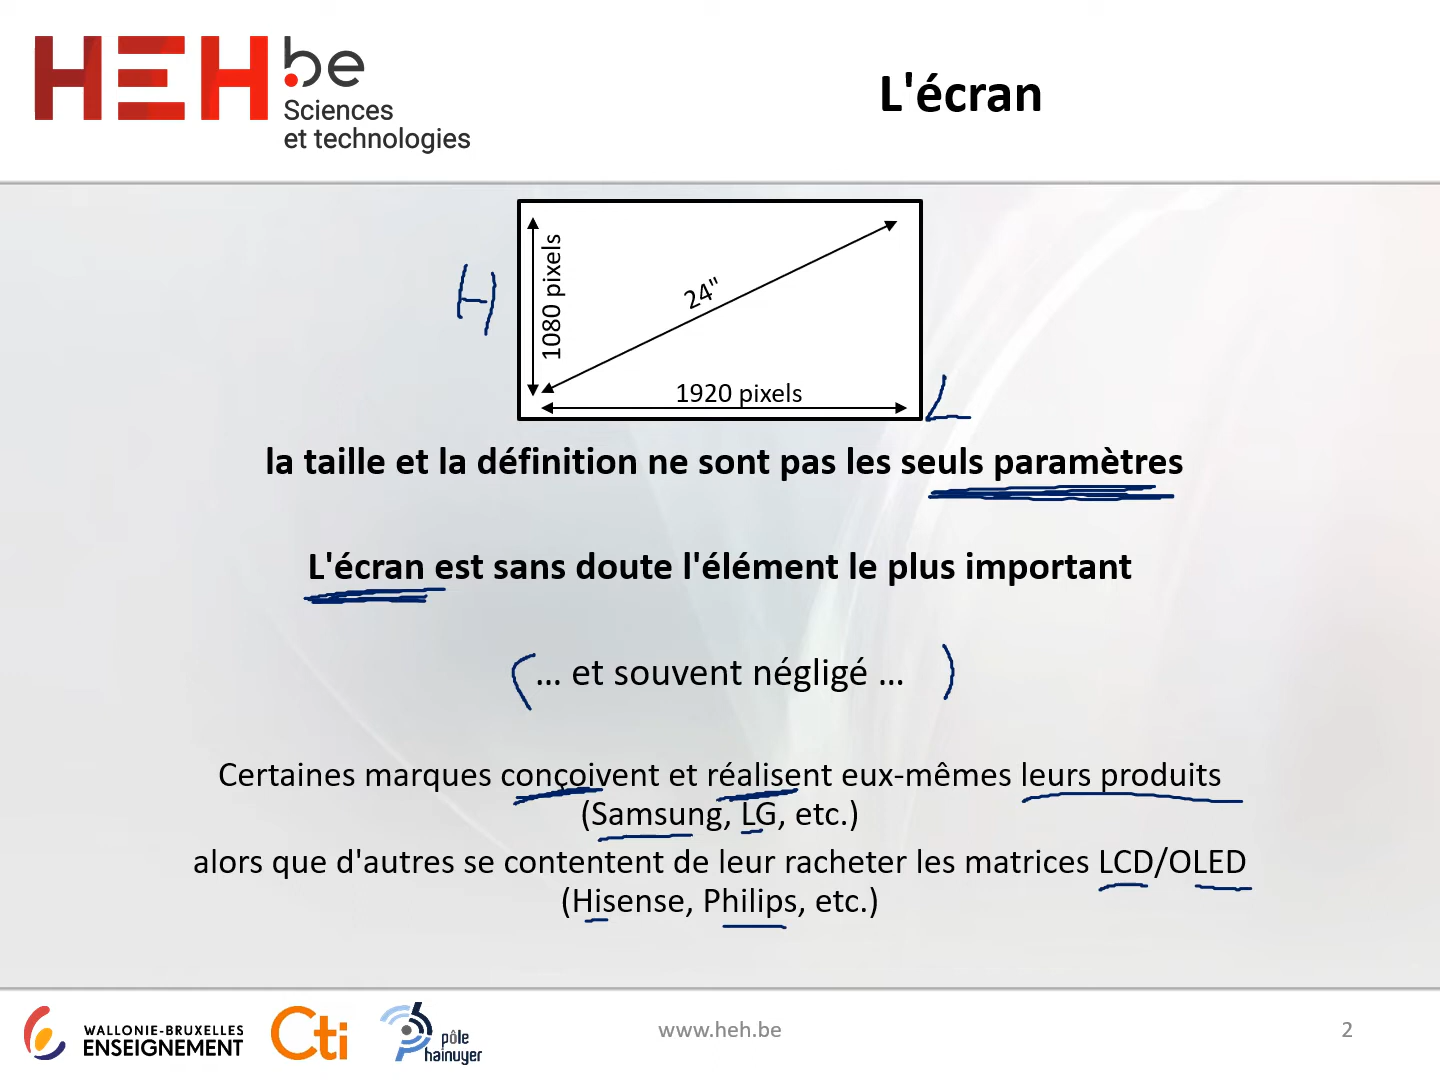 HEH.be
Sciences
et technologies
L'écran
H
1080 pixels
24"
1920 pixels
L
la taille et la définition ne sont pas les seuls paramètres
L'écran est sans doute l'élément le plus important
(... et souvent négligé ...)
Certaines marques conçoivent et réalisent eux-mêmes leurs produits
(Samsung, LG, etc.)
alors que d'autres se contentent de leur racheter les matrices LCD/OLED
(Hisense, Philips, etc.)
WALLONIE-BRUXELLES
ENSEIGNEMENT
Cti
pôle
hainuyer
www.heh.be
2